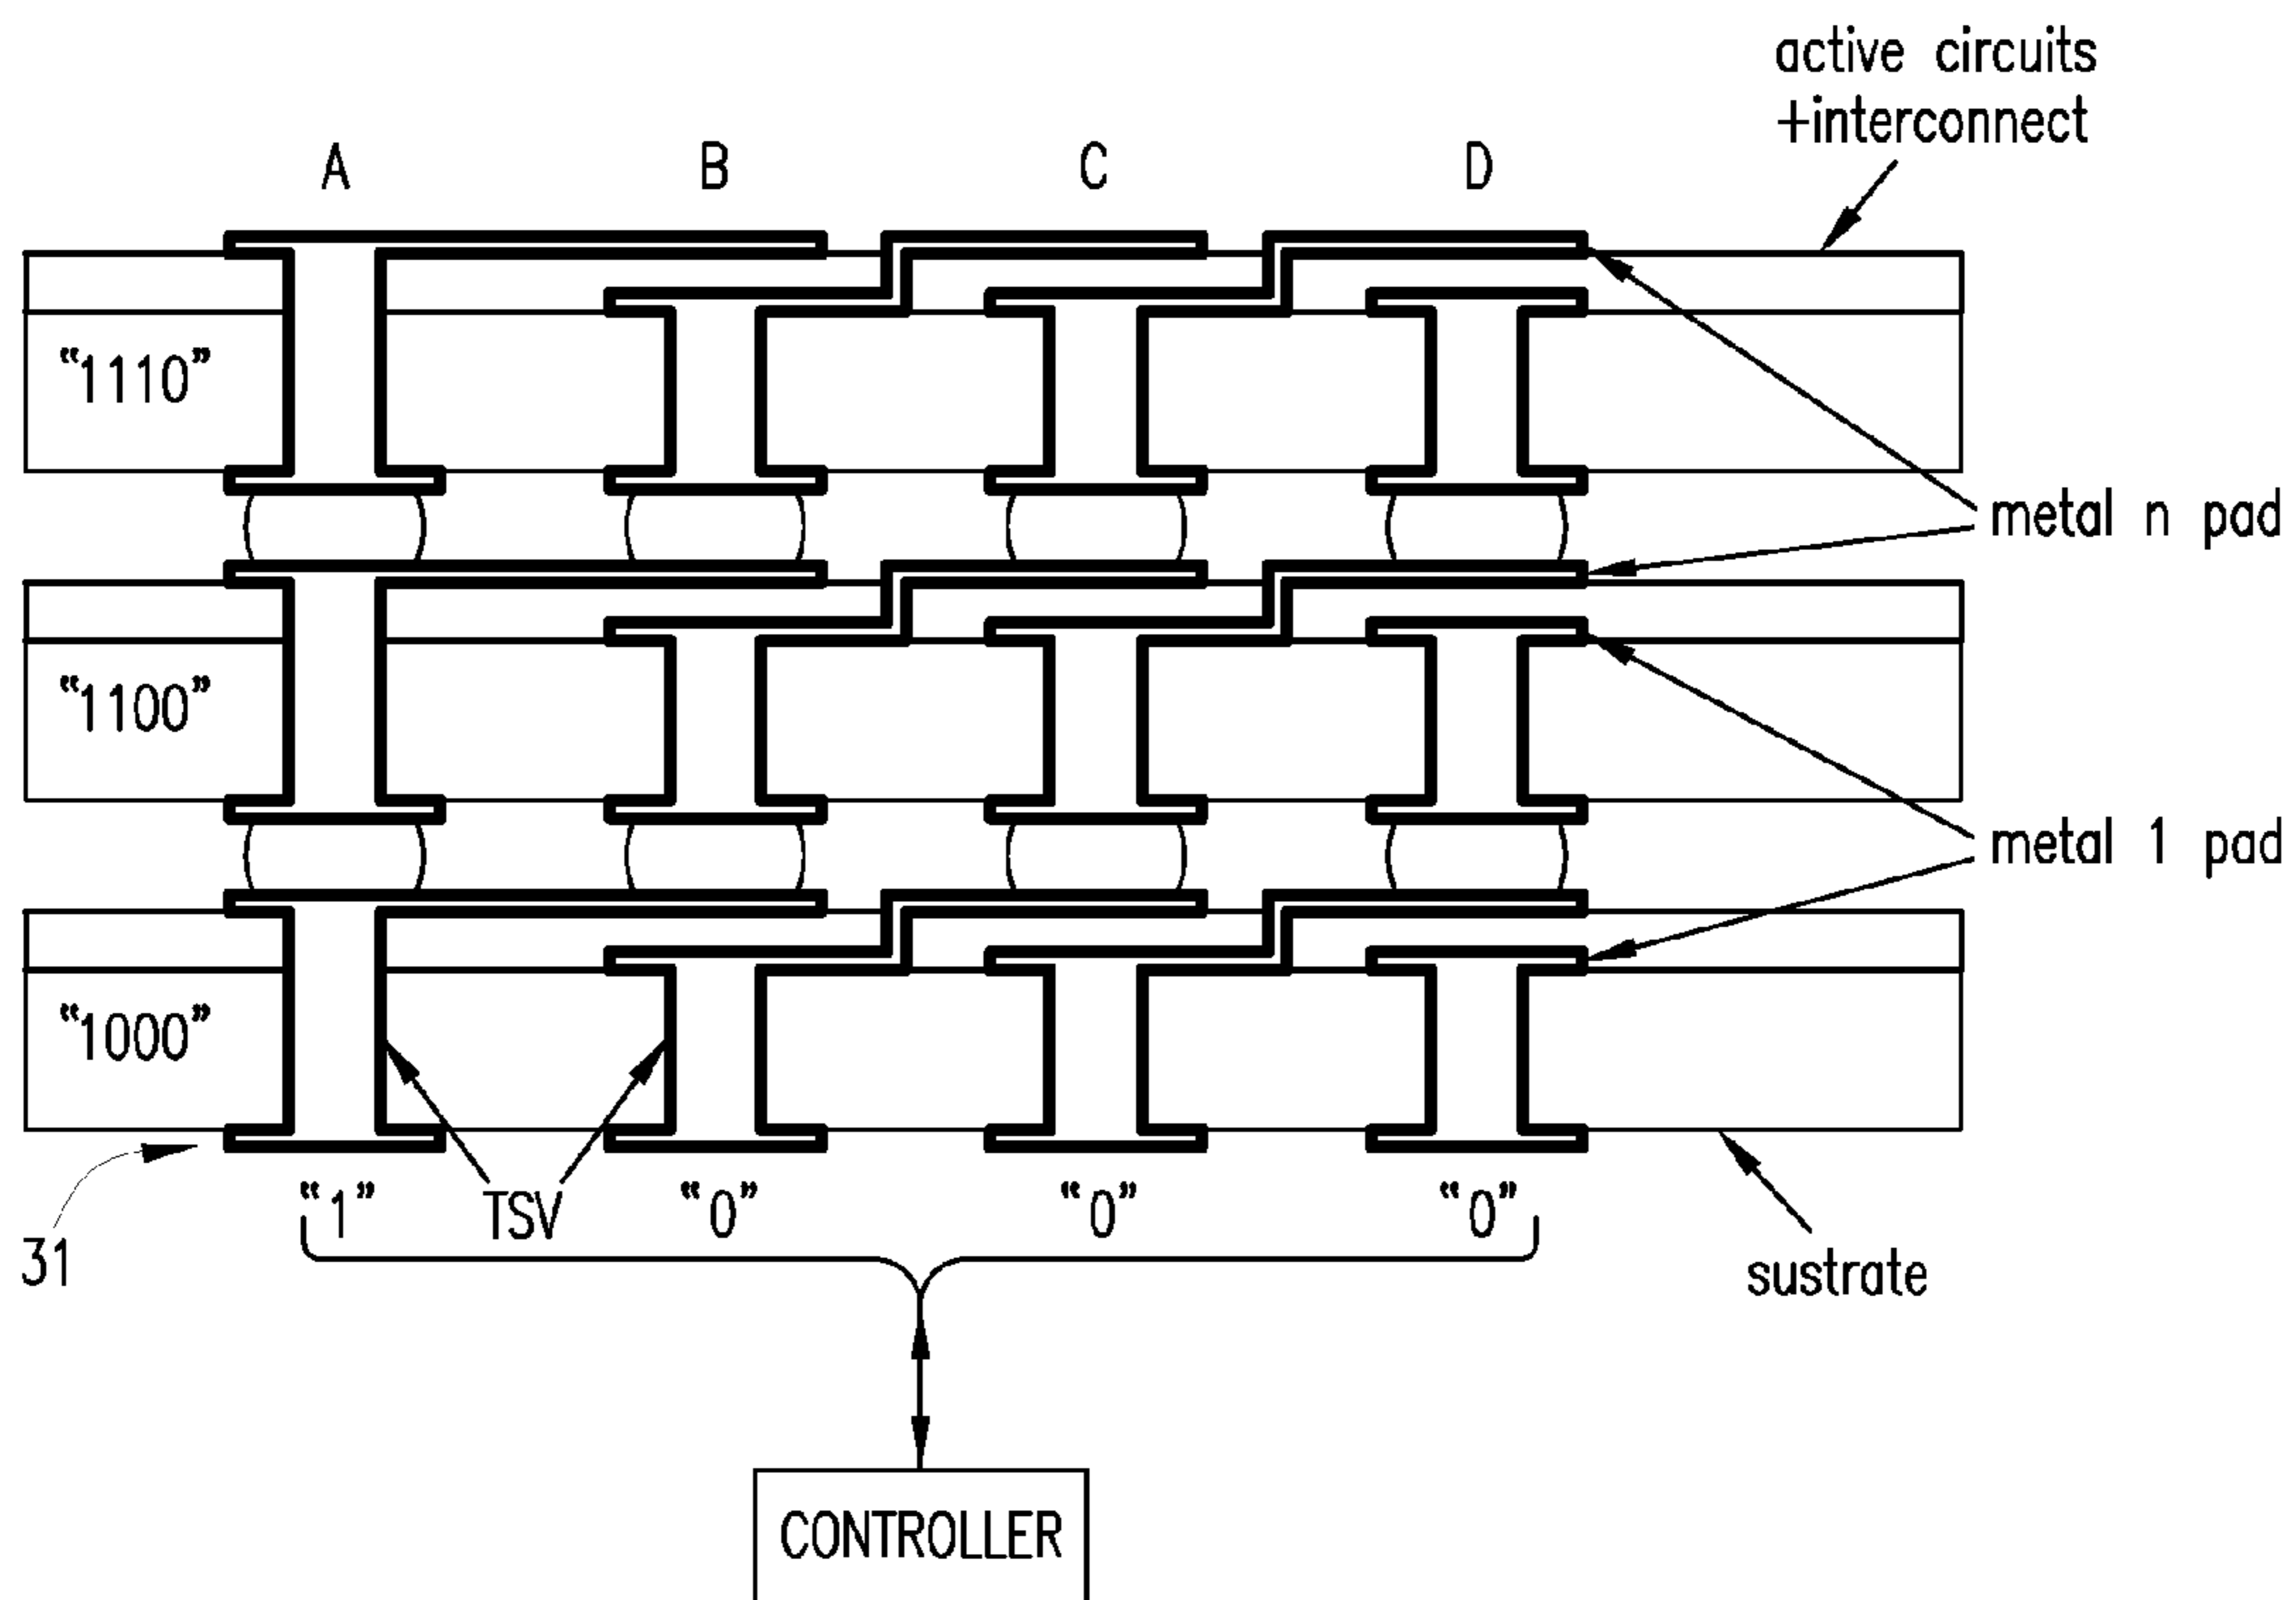 active circuits
+interconnect
A B C D
“1110”
metal n pad
“1100”
metal 1 pad
“1000”
“1” TSV “0” “0” “0”
31
sustrate
CONTROLLER